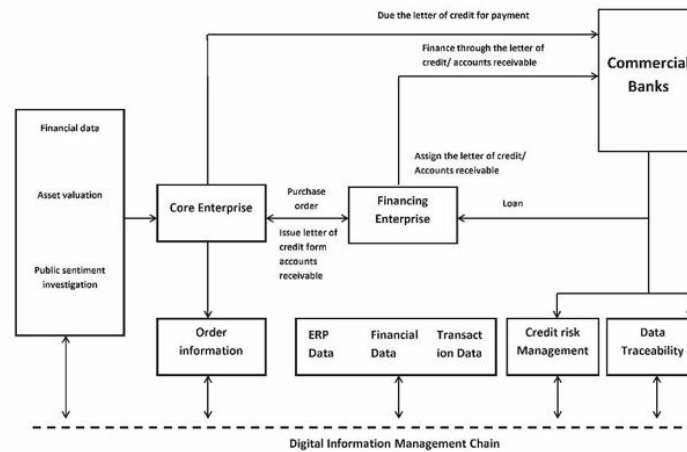 Due the letter of credit for payment
Finance through the letter of
credit/ accounts receivable
Commercial
Banks
Financial data
Asset valuation
Public sentiment
investigation
Assign the letter of credit/
Accounts receivable
Core Enterprise
Purchase
order
Issue letter of
credit form
accounts
receivable
Financing
Enterprise
Loan
Order
information
ERP Financial Transact
Data Data ion Data
Credit risk
Management
Data
Traceability
Digital Information Management Chain